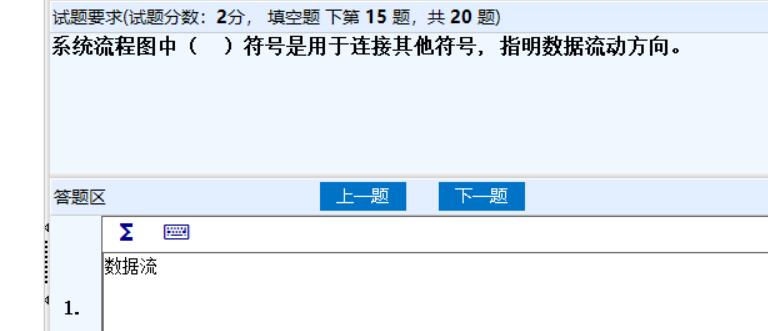 试题要求(试题分数：2分， 填空题 下第 15 题，共 20 题)
系统流程图中（ ）符号是用于连接其他符号，指明数据流动方向。
答题区 上一题 下一题
Σ
数据流
1.